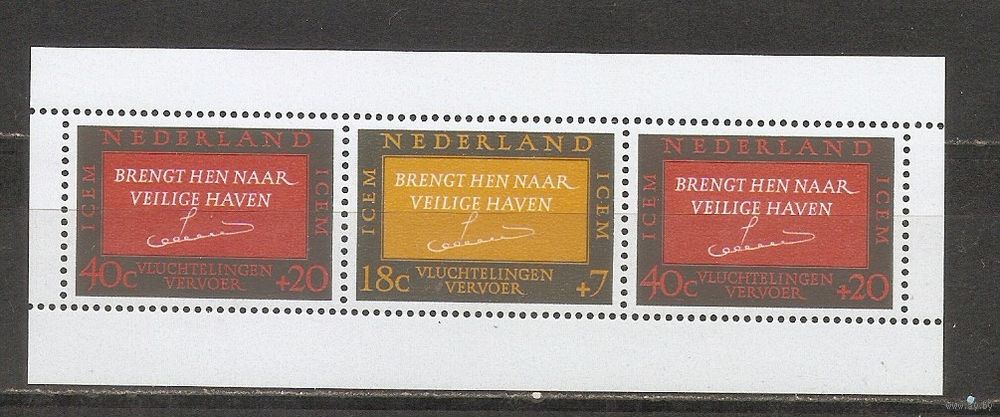 NEDERLAND
ICEM
BRENGT HEN NAAR
VEILIGE HAVEN
ICEM
40c VLUCHTELINGEN VERVOER +20
NEDERLAND
ICEM
BRENGT HEN NAAR
VEILIGE HAVEN
ICEM
18c VLUCHTELINGEN VERVOER +7
NEDERLAND
ICEM
BRENGT HEN NAAR
VEILIGE HAVEN
ICEM
40c VLUCHTELINGEN VERVOER +20